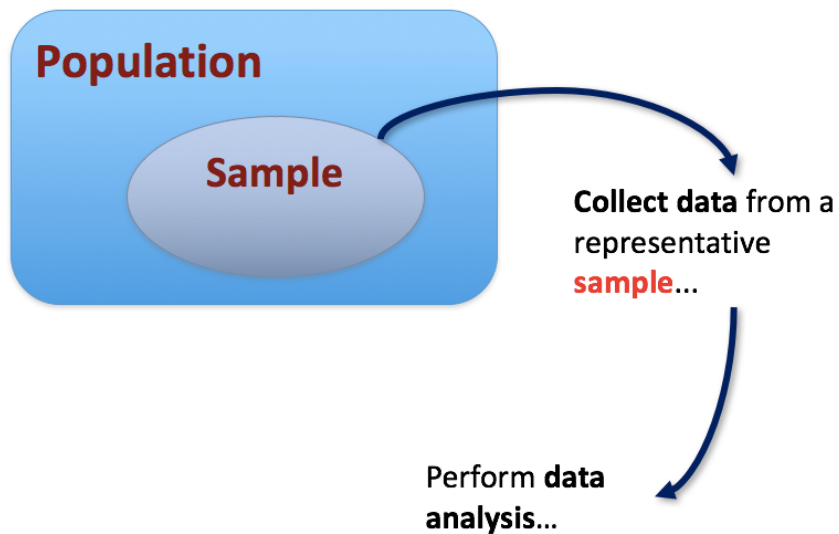 Population
Sample
Collect data from a
representative
sample...
Perform data
analysis...